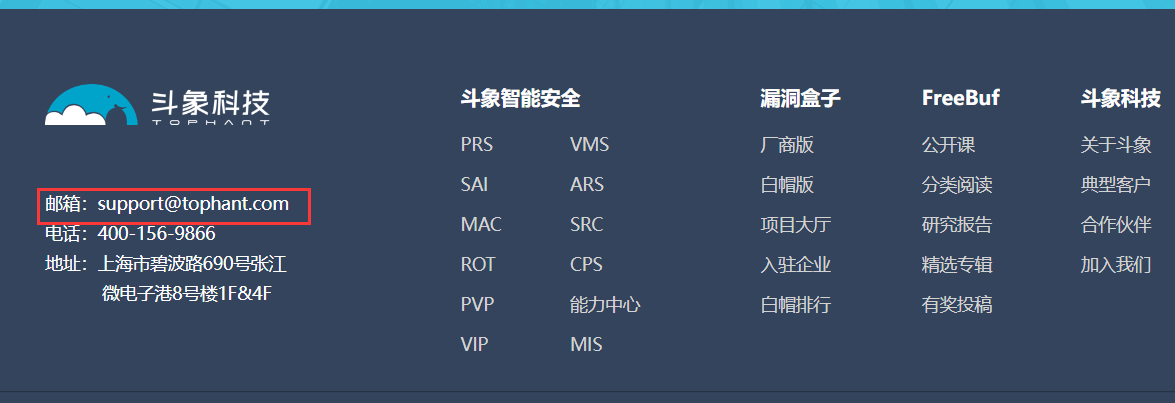 斗象科技
TOPHANT
邮箱：support@tophant.com
电话：400-156-9866
地址：上海市碧波路690号张江
微电子港8号楼1F&4F
斗象智能安全
PRS VMS
SAI ARS
MAC SRC
ROT CPS
PVP 能力中心
VIP MIS
漏洞盒子
厂商版
白帽版
项目大厅
入驻企业
白帽排行
FreeBuf
公开课
分类阅读
研究报告
精选专辑
有奖投稿
斗象科技
关于斗象
典型客户
合作伙伴
加入我们